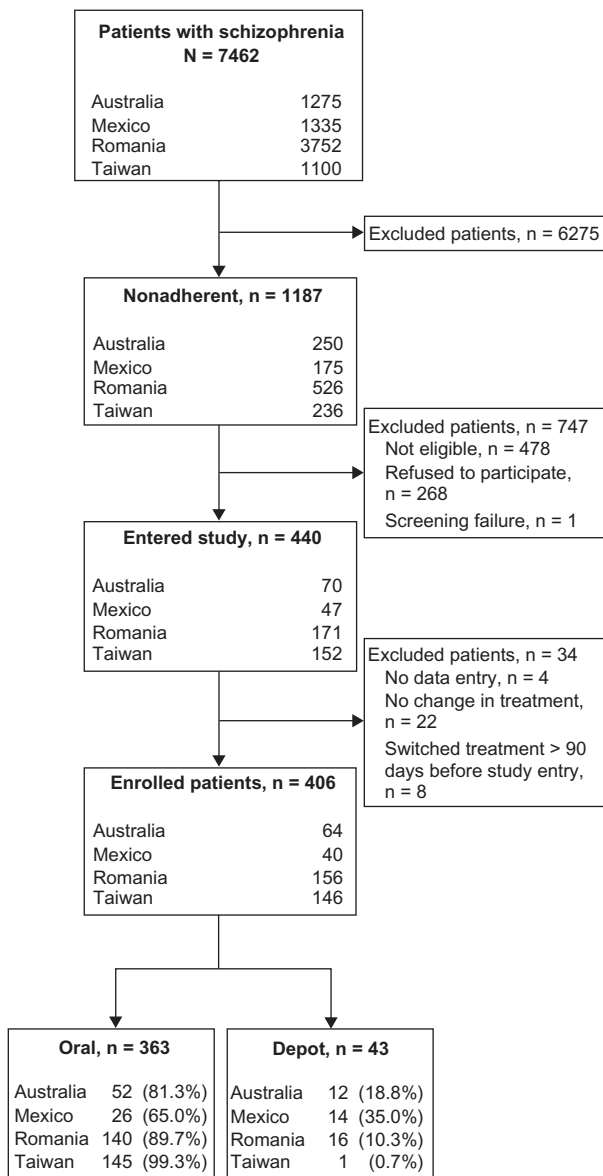 Patients with schizophrenia
N = 7462
Australia 1275
Mexico 1335
Romania 3752
Taiwan 1100
Excluded patients, n = 6275
Nonadherent, n = 1187
Australia 250
Mexico 175
Romania 526
Taiwan 236
Excluded patients, n = 747
Not eligible, n = 478
Refused to participate,
n = 268
Screening failure, n = 1
Entered study, n = 440
Australia 70
Mexico 47
Romania 171
Taiwan 152
Excluded patients, n = 34
No data entry, n = 4
No change in treatment,
n = 22
Switched treatment > 90
days before study entry,
n = 8
Enrolled patients, n = 406
Australia 64
Mexico 40
Romania 156
Taiwan 146
Oral, n = 363
Australia 52 (81.3%)
Mexico 26 (65.0%)
Romania 140 (89.7%)
Taiwan 145 (99.3%)
Depot, n = 43
Australia 12 (18.8%)
Mexico 14 (35.0%)
Romania 16 (10.3%)
Taiwan 1 (0.7%)